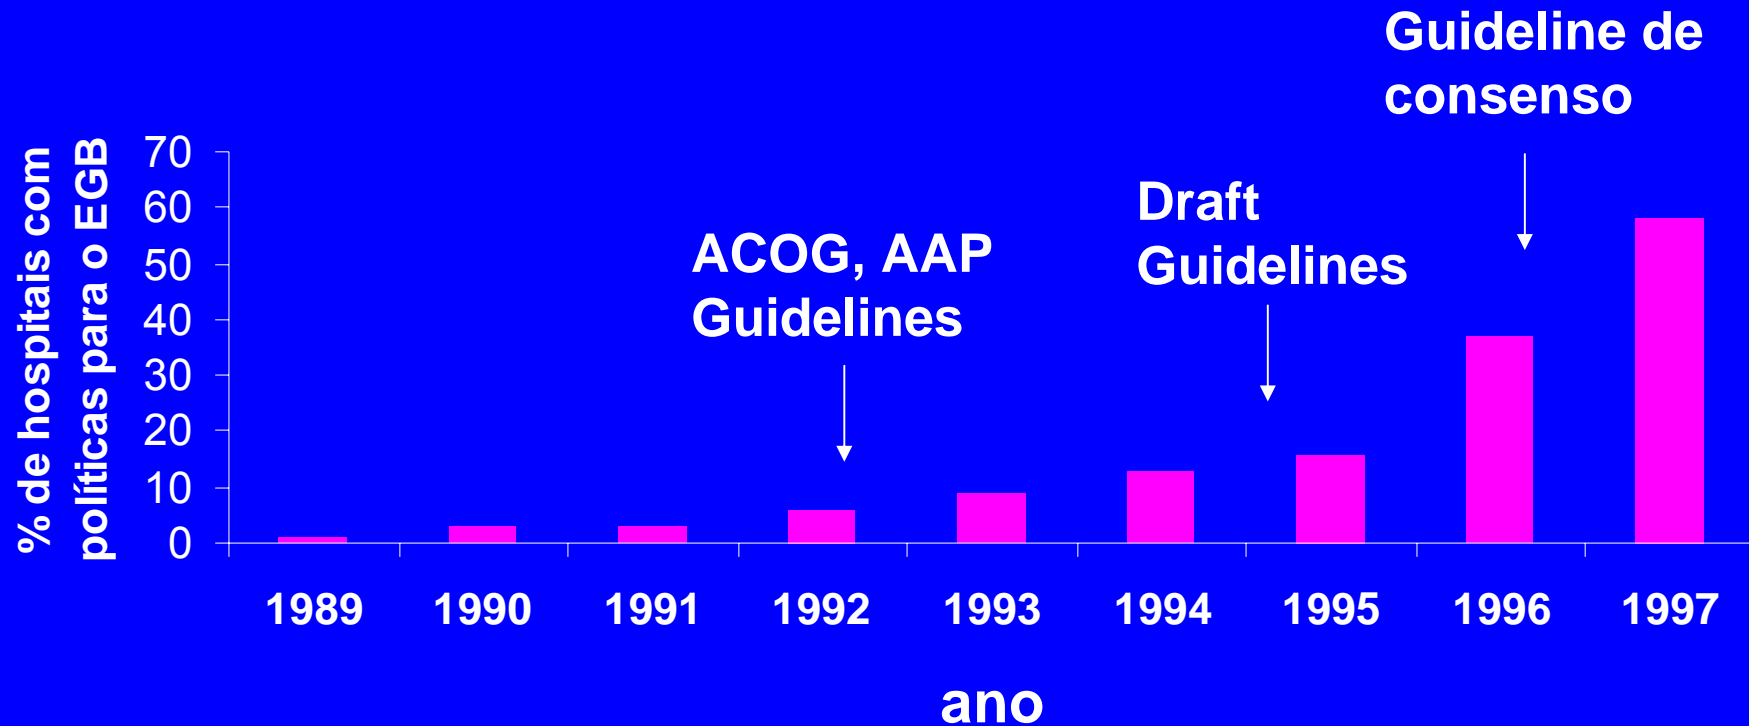 Guideline de
consenso
Draft
Guidelines
ACOG, AAP
Guidelines
% de hospitais com
políticas para o EGB
70
60
50
40
30
20
10
0
1989 1990 1991 1992 1993 1994 1995 1996 1997
ano